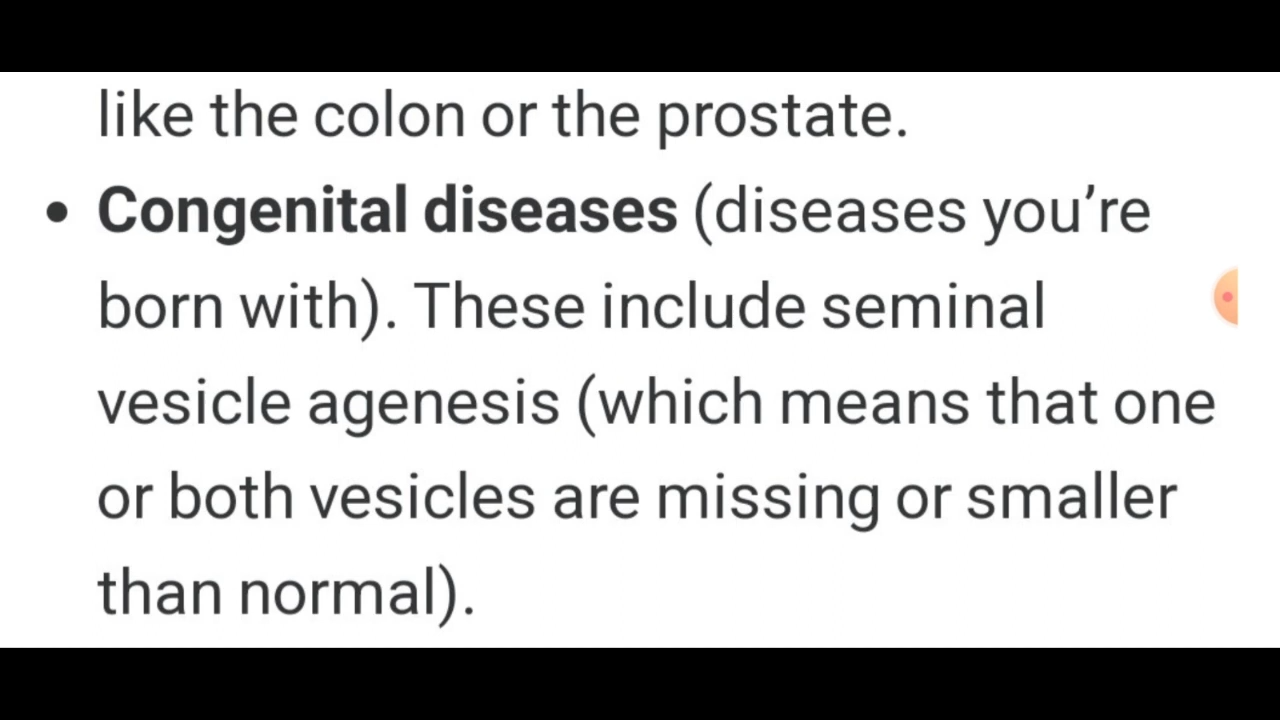 like the colon or the prostate.
• Congenital diseases (diseases you’re
born with). These include seminal
vesicle agenesis (which means that one
or both vesicles are missing or smaller
than normal).